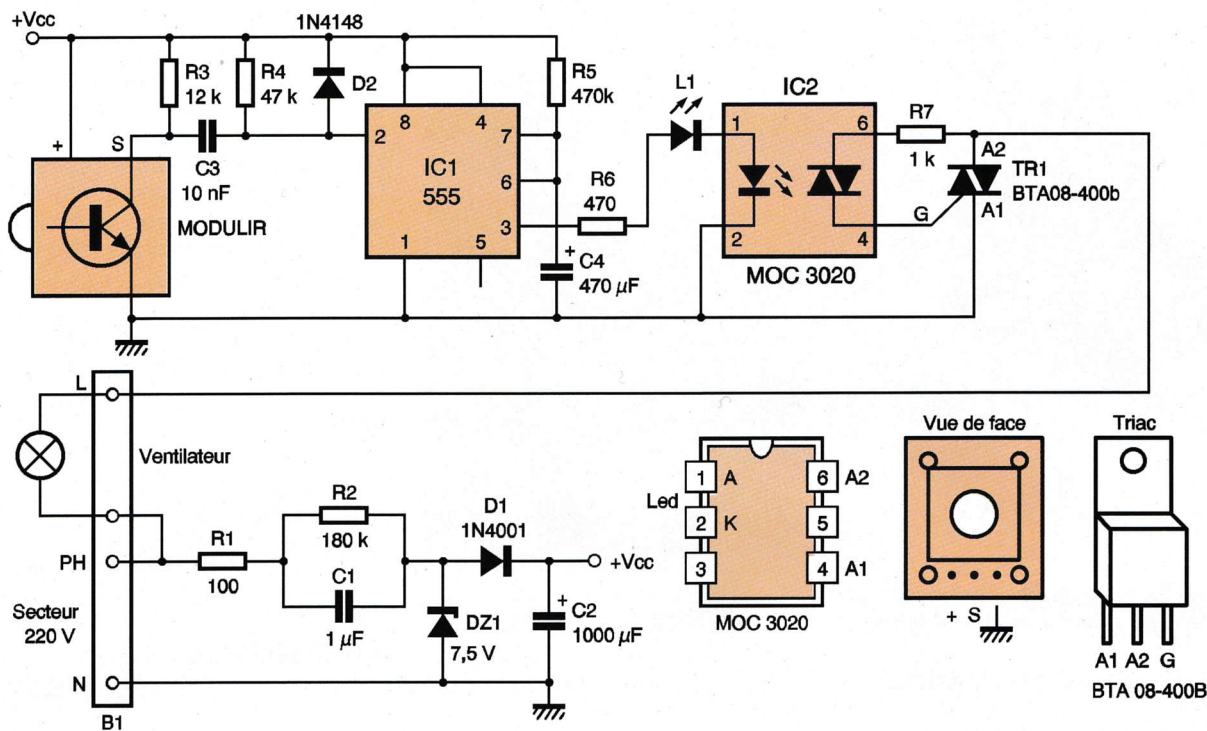 +Vcc
1N4148
R3
12 k
R4
47 k
D2
R5
470k
L1
IC2
R7
1 k
+
S
C3
10 nF
2
8
4
7
IC1
555
6
3
1
5
R6
470
1
6
2
4
A2
TR1
BTA08-400b
A1
G
MODULIR
C4
+
470 µF
MOC 3020
L
Ventilateur
PH
R1
100
R2
180 k
C1
1 µF
D1
1N4001
+Vcc
DZ1
7,5 V
+
C2
1000 µF
Secteur
220 V
N
B1
Led
1 A
6 A2
2 K
5
3
4 A1
MOC 3020
Vue de face
+ S
Triac
A1 A2 G
BTA 08-400B